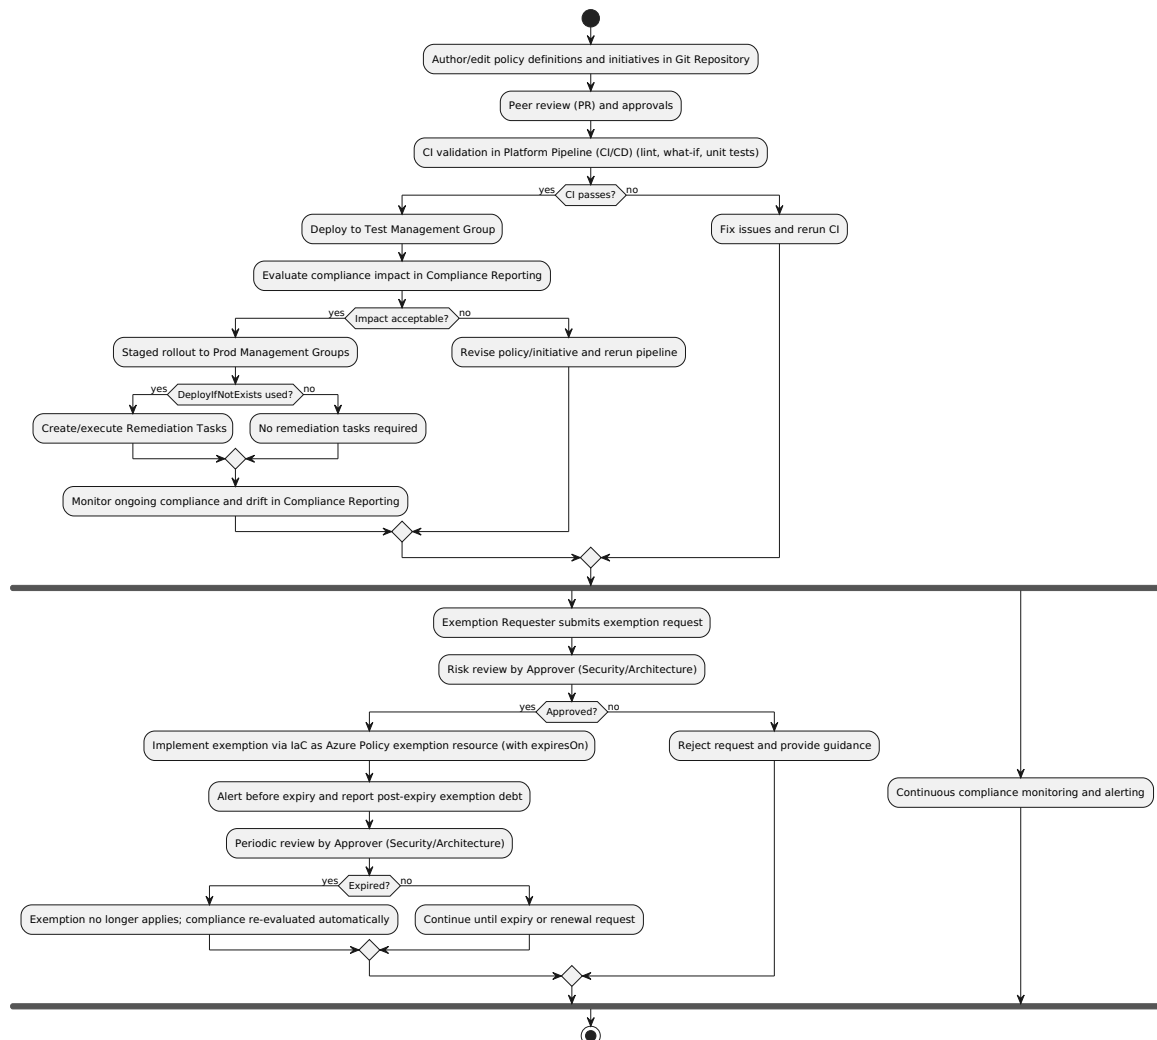 Author/edit policy definitions and initiatives in Git Repository
Peer review (PR) and approvals
CI validation in Platform Pipeline (CI/CD) (lint, what-if, unit tests)
yes
CI passes?
no
Deploy to Test Management Group
Fix issues and rerun CI
Evaluate compliance impact in Compliance Reporting
yes
Impact acceptable?
no
Staged rollout to Prod Management Groups
Revise policy/initiative and rerun pipeline
yes
DeployIfNotExists used?
no
Create/execute Remediation Tasks
No remediation tasks required
Monitor ongoing compliance and drift in Compliance Reporting
Exemption Requester submits exemption request
Risk review by Approver (Security/Architecture)
yes
Approved?
no
Implement exemption via IaC as Azure Policy exemption resource (with expiresOn)
Reject request and provide guidance
Alert before expiry and report post-expiry exemption debt
Continuous compliance monitoring and alerting
Periodic review by Approver (Security/Architecture)
yes
Expired?
no
Exemption no longer applies; compliance re-evaluated automatically
Continue until expiry or renewal request